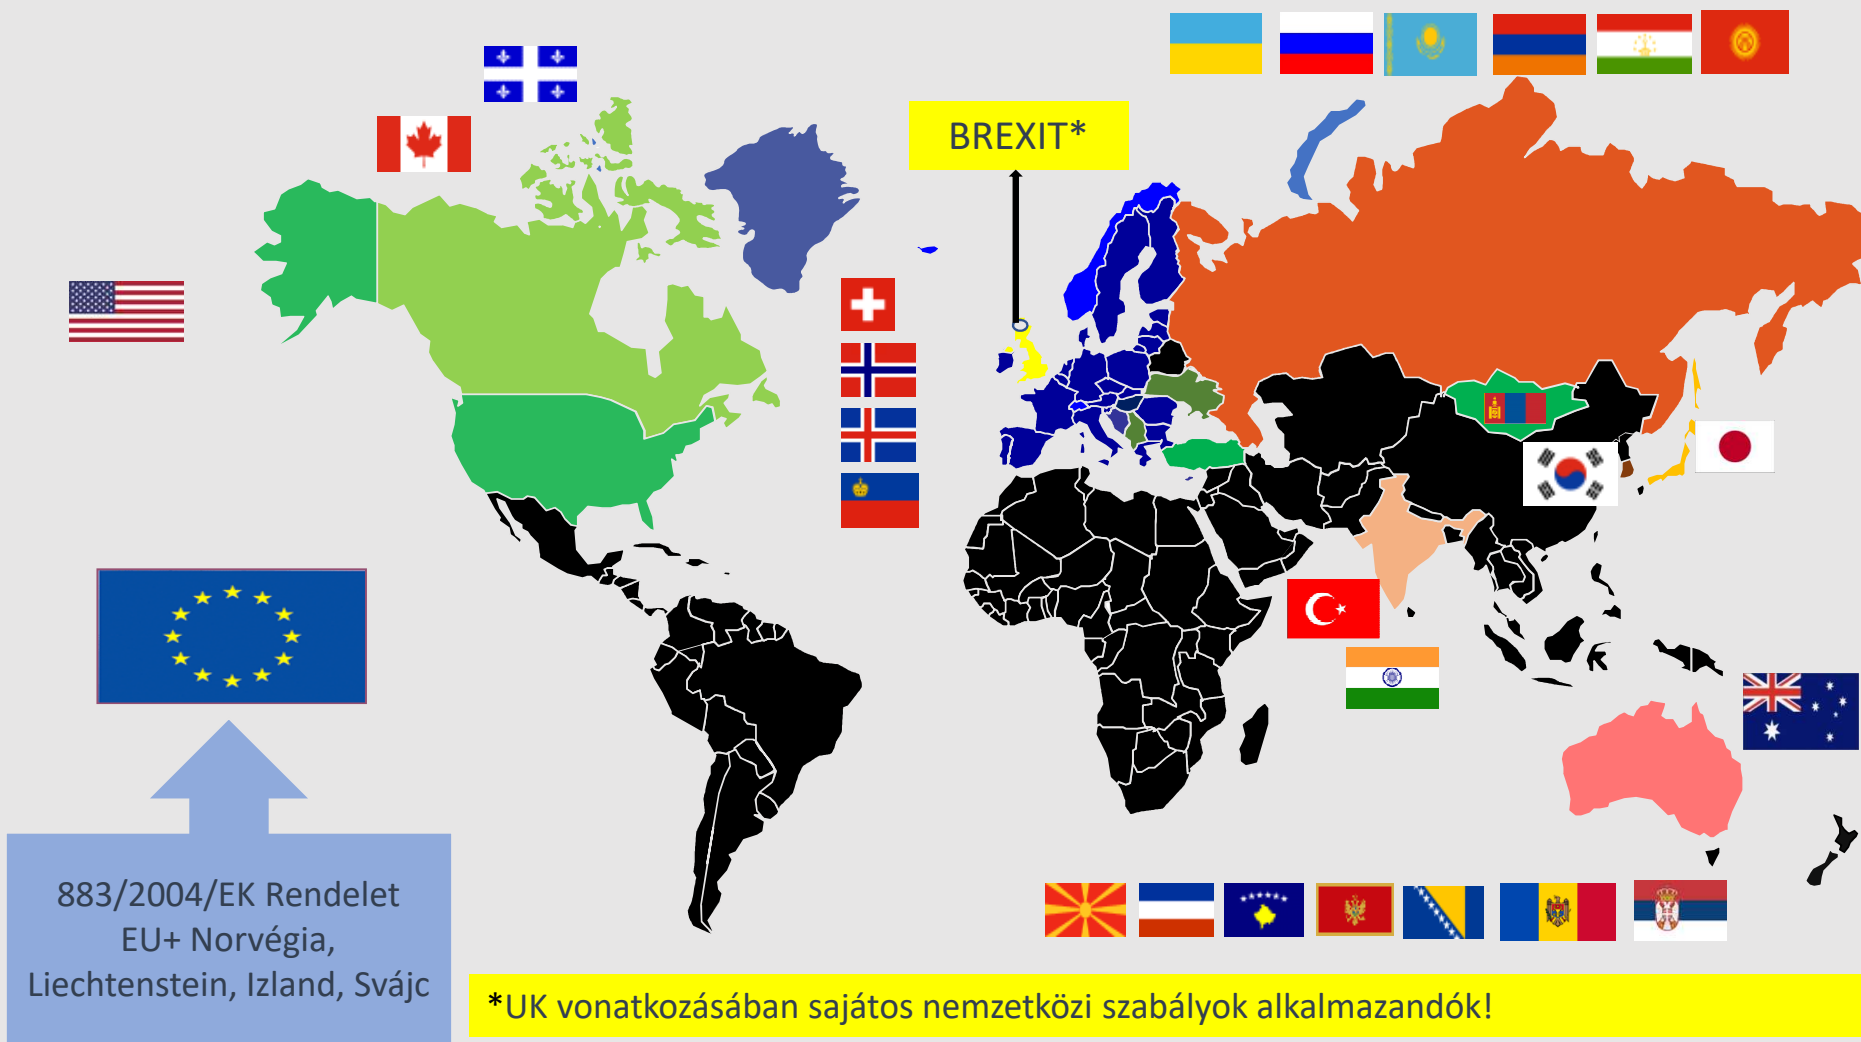 BREXIT*
883/2004/EK Rendelet
EU+ Norvégia,
Liechtenstein, Izland, Svájc
*UK vonatkozásában sajátos nemzetközi szabályok alkalmazandók!